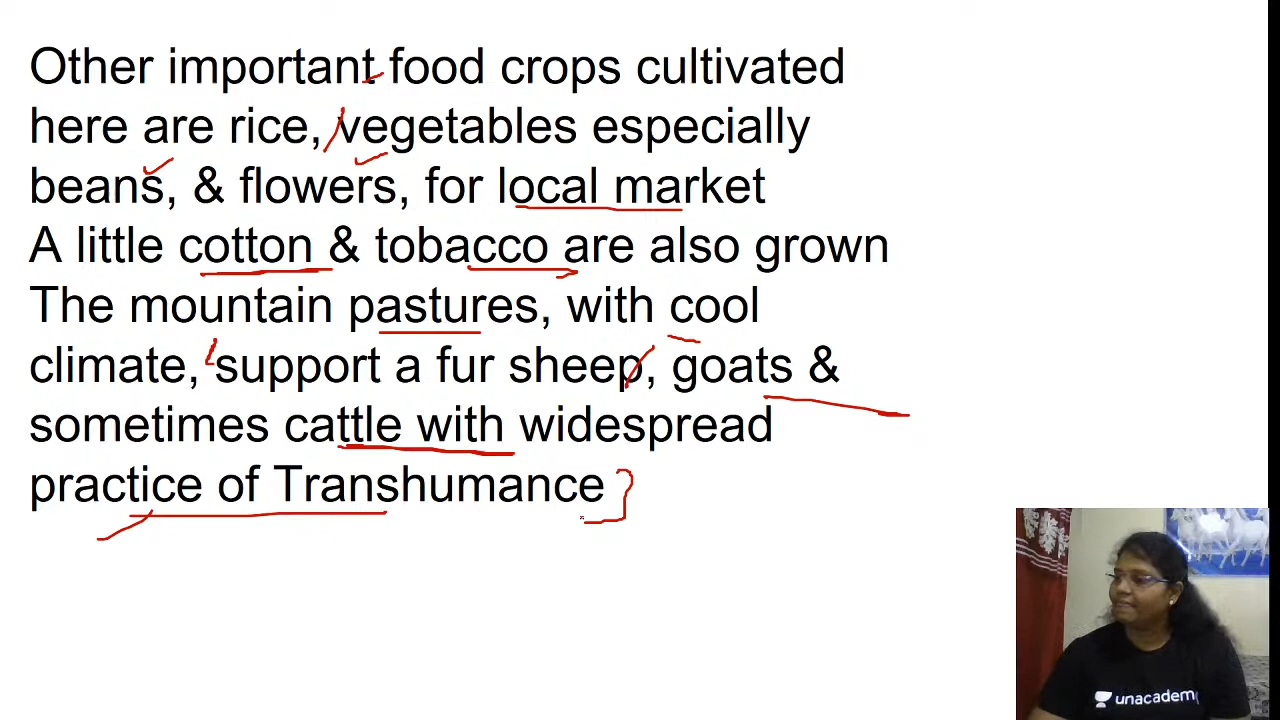 Other important food crops cultivated
here are rice, vegetables especially
beans, & flowers, for local market
A little cotton & tobacco are also grown
The mountain pastures, with cool
climate, support a fur sheep, goats &
sometimes cattle with widespread
practice of Transhumance
unacademy